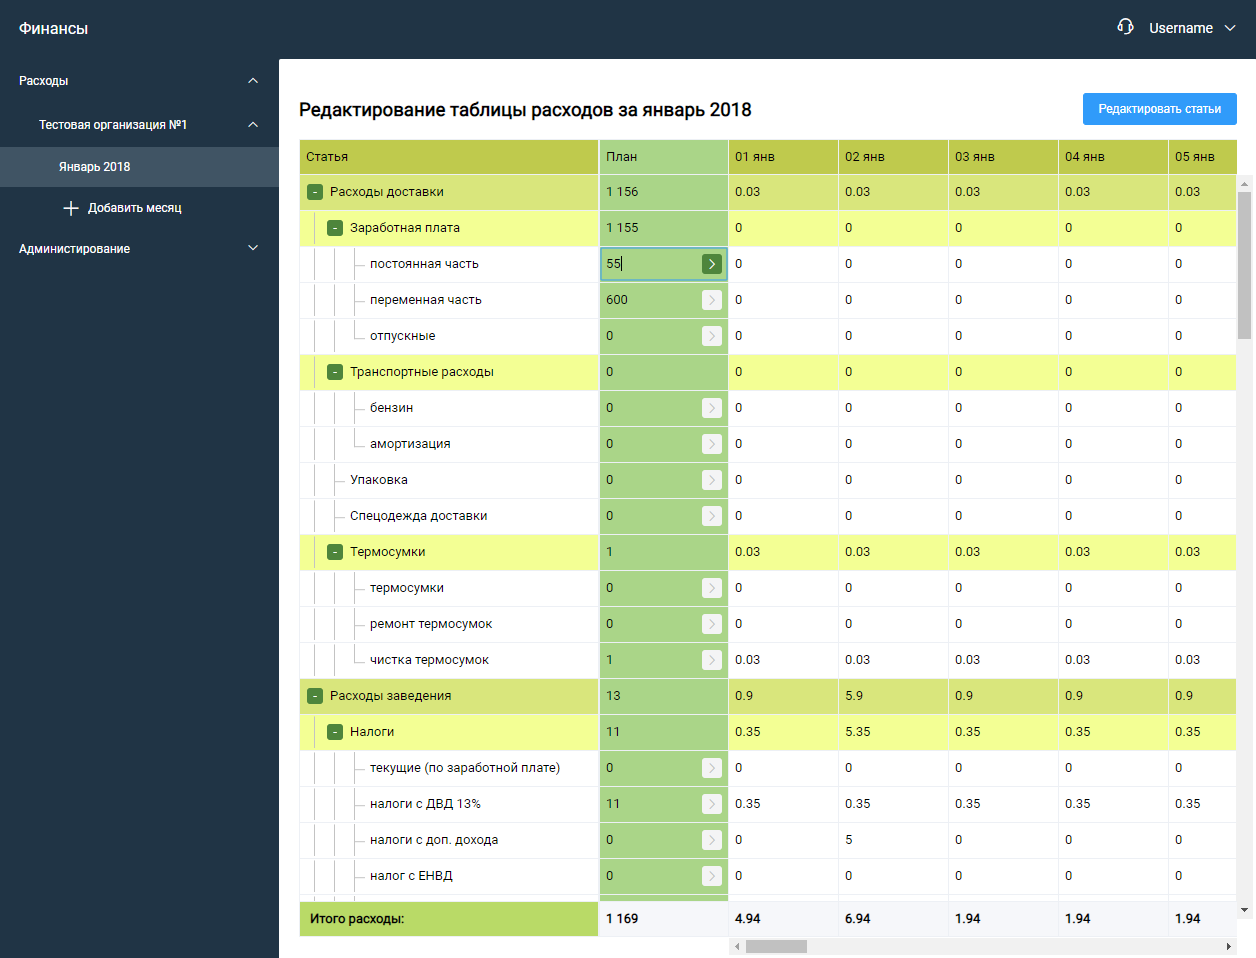 Финансы
Username
Расходы
Тестовая организация №1
Январь 2018
Добавить месяц
Администирование
Редактирование таблицы расходов за январь 2018
Редактировать статьи
Статья План 01 янв 02 янв 03 янв 04 янв 05 янв
- Расходы доставки 1 156 0.03 0.03 0.03 0.03 0.03
- Заработная плата 1 155 0 0 0 0 0
постоянная часть 55 0 0 0 0 0
переменная часть 600 0 0 0 0 0
отпускные 0 0 0 0 0 0
- Транспортные расходы 0 0 0 0 0 0
бензин 0 0 0 0 0 0
амортизация 0 0 0 0 0 0
Упаковка 0 0 0 0 0 0
Спецодежда доставки 0 0 0 0 0 0
- Термосумки 1 0.03 0.03 0.03 0.03 0.03
термосумки 0 0 0 0 0 0
ремонт термосумок 0 0 0 0 0 0
чистка термосумок 1 0.03 0.03 0.03 0.03 0.03
- Расходы заведения 13 0.9 5.9 0.9 0.9 0.9
- Налоги 11 0.35 5.35 0.35 0.35 0.35
текущие (по заработной плате) 0 0 0 0 0 0
налоги с ДВД 13% 11 0.35 0.35 0.35 0.35 0.35
налоги с доп. дохода 0 0 5 0 0 0
налог с ЕНВД 0 0 0 0 0 0
Итого расходы: 1 169 4.94 6.94 1.94 1.94 1.94